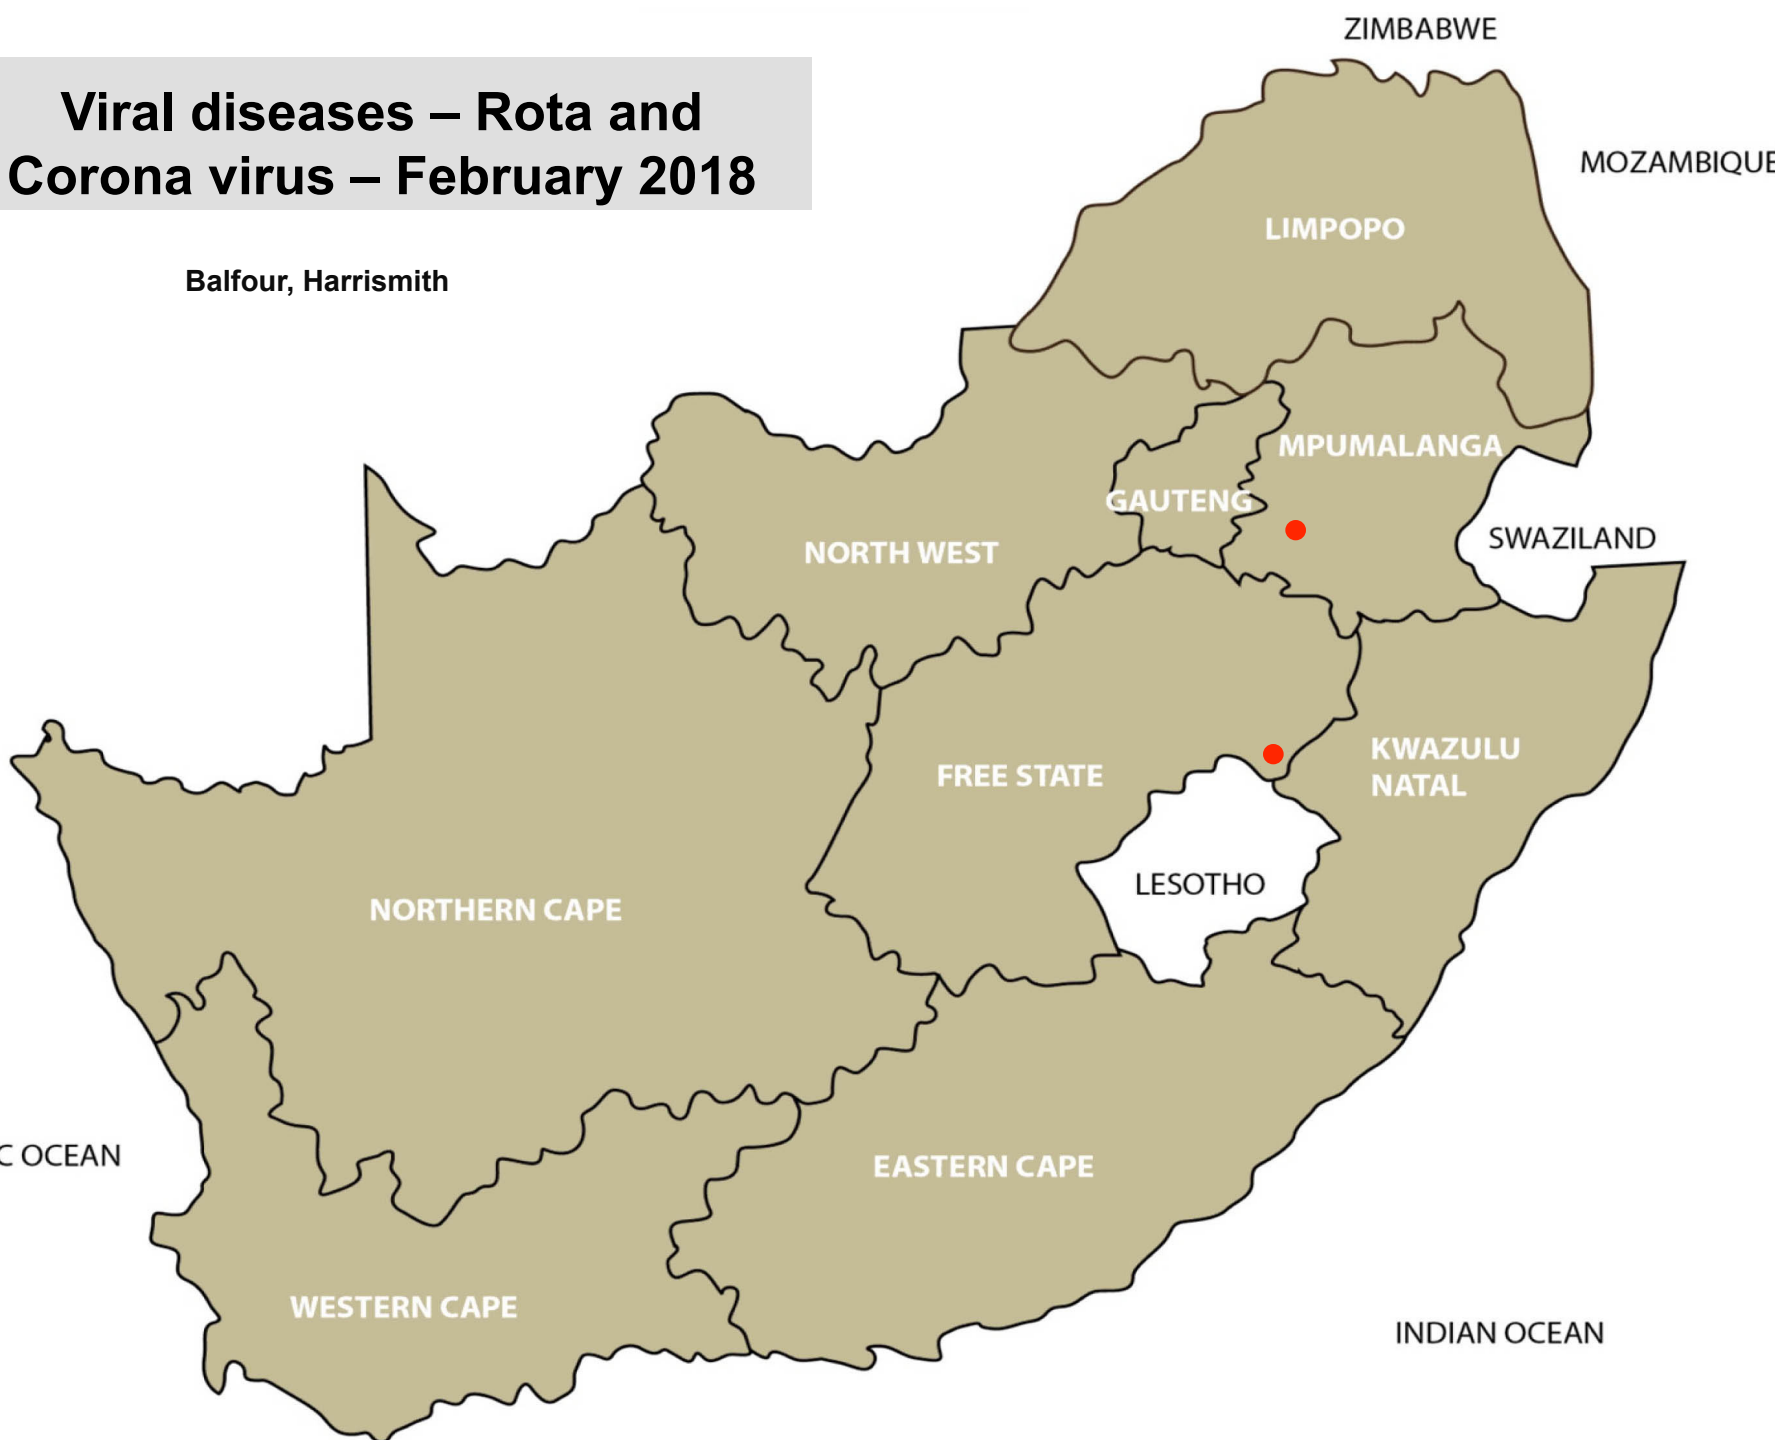 ZIMBABWE
Viral diseases – Rota and
Corona virus – February 2018
MOZAMBIQUE
LIMPOPO
Balfour, Harrismith
MPUMALANGA
GAUTENG
SWAZILAND
NORTH WEST
KWAZULU
NATAL
FREE STATE
LESOTHO
NORTHERN CAPE
C OCEAN
EASTERN CAPE
WESTERN CAPE
INDIAN OCEAN